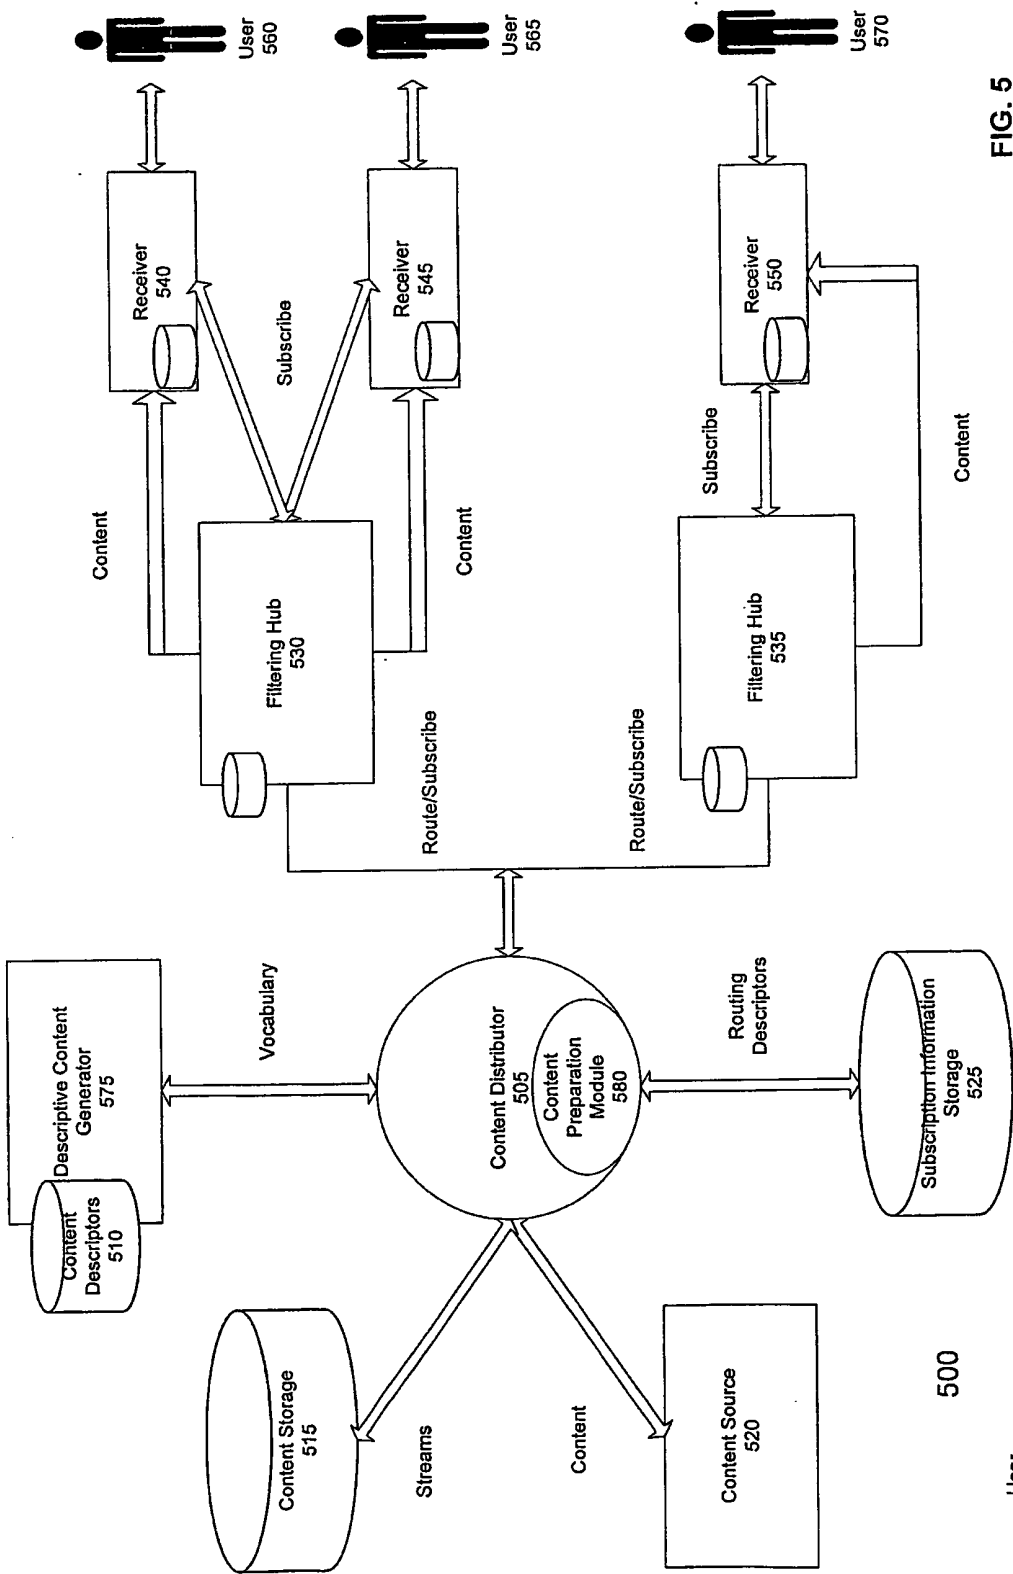 Content Storage
515
Streams
Content Source
520
Content
Content
Descriptors
510
Descriptive Content
Generator
575
Vocabulary
Content Distributor
505
Content
Preparation
Module
580
Routing
Descriptors
Subscription Information
Storage
525
Route/Subscribe
Route/Subscribe
Filtering Hub
530
Filtering Hub
535
Content
Content
Subscribe
Subscribe
Content
Receiver
540
Receiver
545
Receiver
550
User
560
User
565
User
570
500
FIG. 5